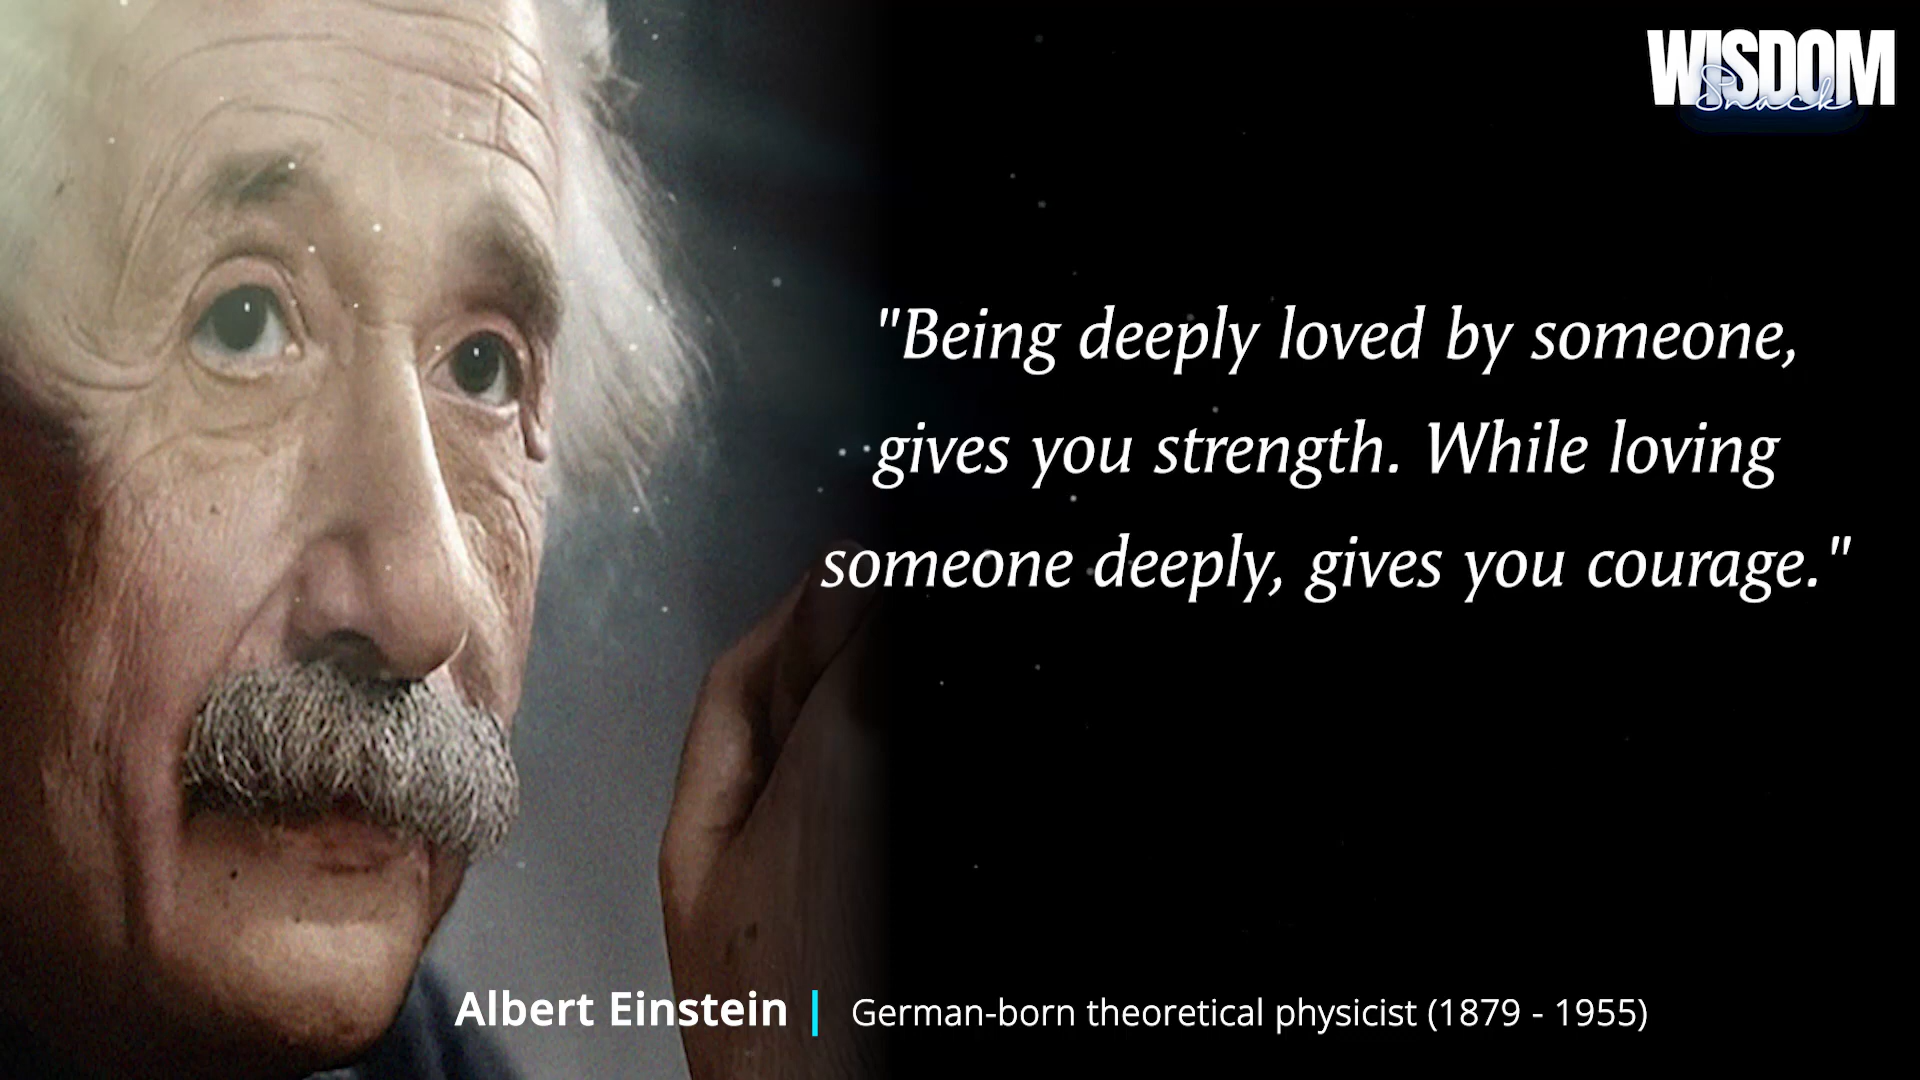 WISDOM
Snack
"Being deeply loved by someone,
gives you strength. While loving
someone deeply, gives you courage."
Albert Einstein | German-born theoretical physicist (1879 - 1955)